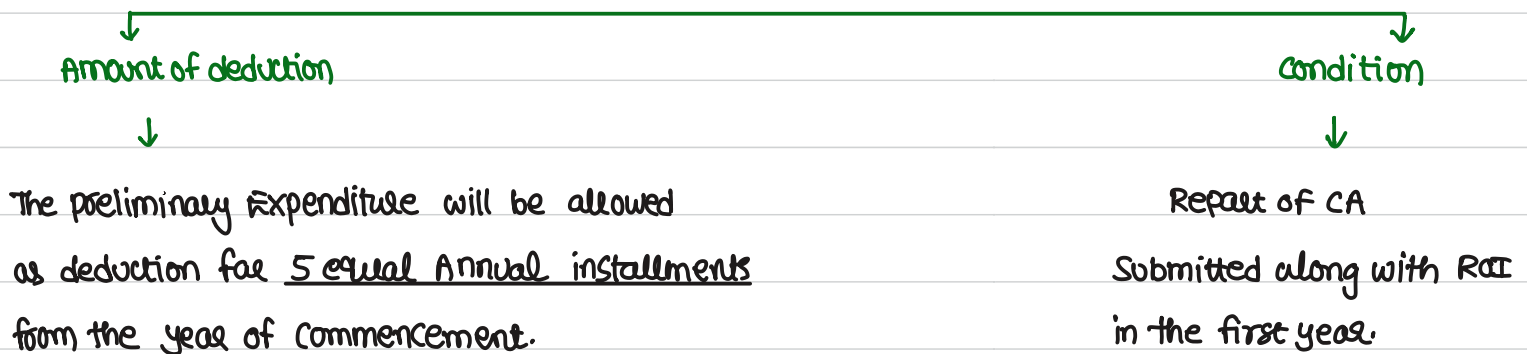 Amount of deduction
Condition
The preliminary Expenditure will be allowed
as deduction for 5 equal Annual installments
from the year of Commencement.
Report of CA
Submitted along with ROI
in the first year.